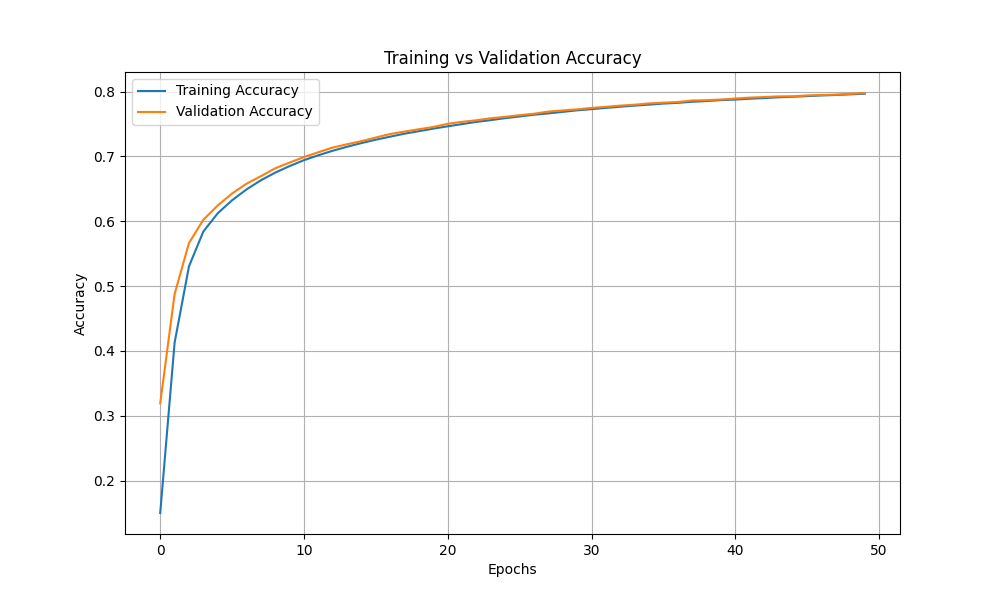 Training vs Validation Accuracy
Training Accuracy
Validation Accuracy
Accuracy
0.8
0.7
0.6
0.5
0.4
0.3
0.2
0 10 20 30 40 50
Epochs